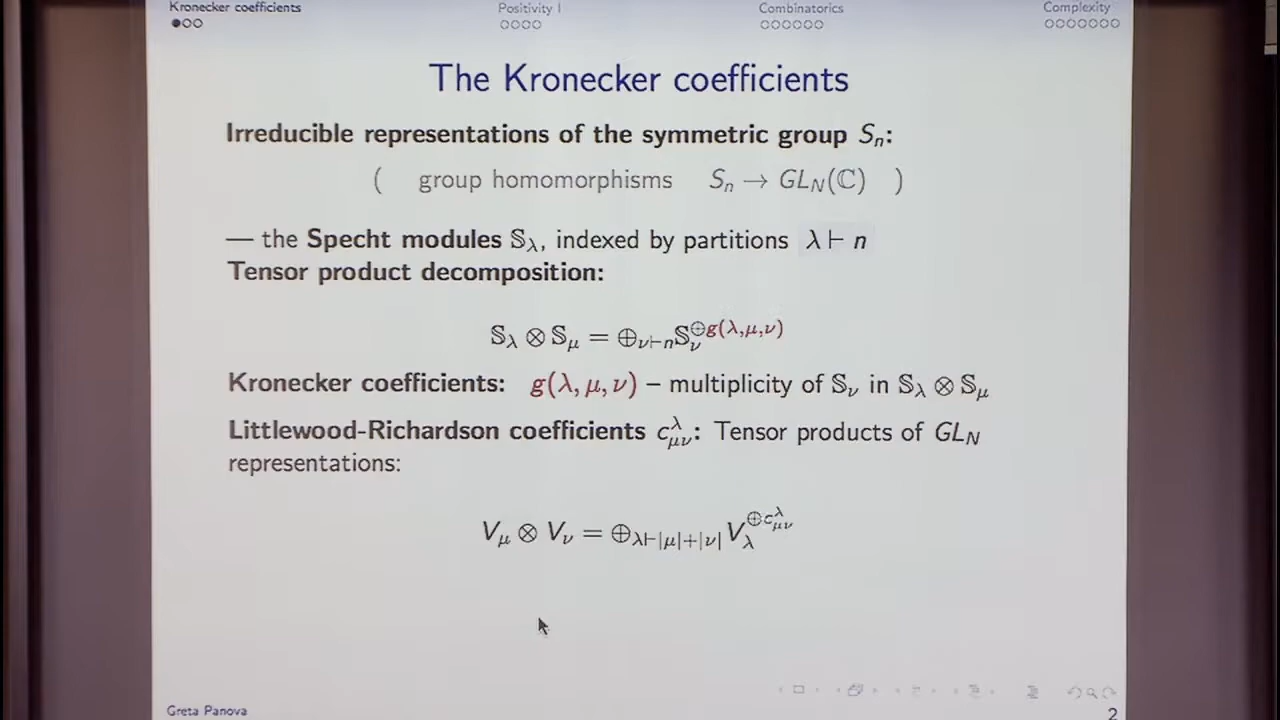 Kronecker coefficients Positivity I Combinatorics Complexity
The Kronecker coefficients
Irreducible representations of the symmetric group Sₙ:
( group homomorphisms Sₙ → GL_N(ℂ) )
— the Specht modules 𝕊_λ, indexed by partitions λ ⊢ n
Tensor product decomposition:
𝕊_λ ⊗ 𝕊_μ = ⊕_{ν⊢n} 𝕊_ν^{⊕g(λ,μ,ν)}
Kronecker coefficients: g(λ, μ, ν) – multiplicity of 𝕊_ν in 𝕊_λ ⊗ 𝕊_μ
Littlewood-Richardson coefficients c^λ_{μν}: Tensor products of GL_N
representations:
V_μ ⊗ V_ν = ⊕_{λ⊢|μ|+|ν|} V_λ^{⊕c^λ_{μν}}
Greta Panova 2